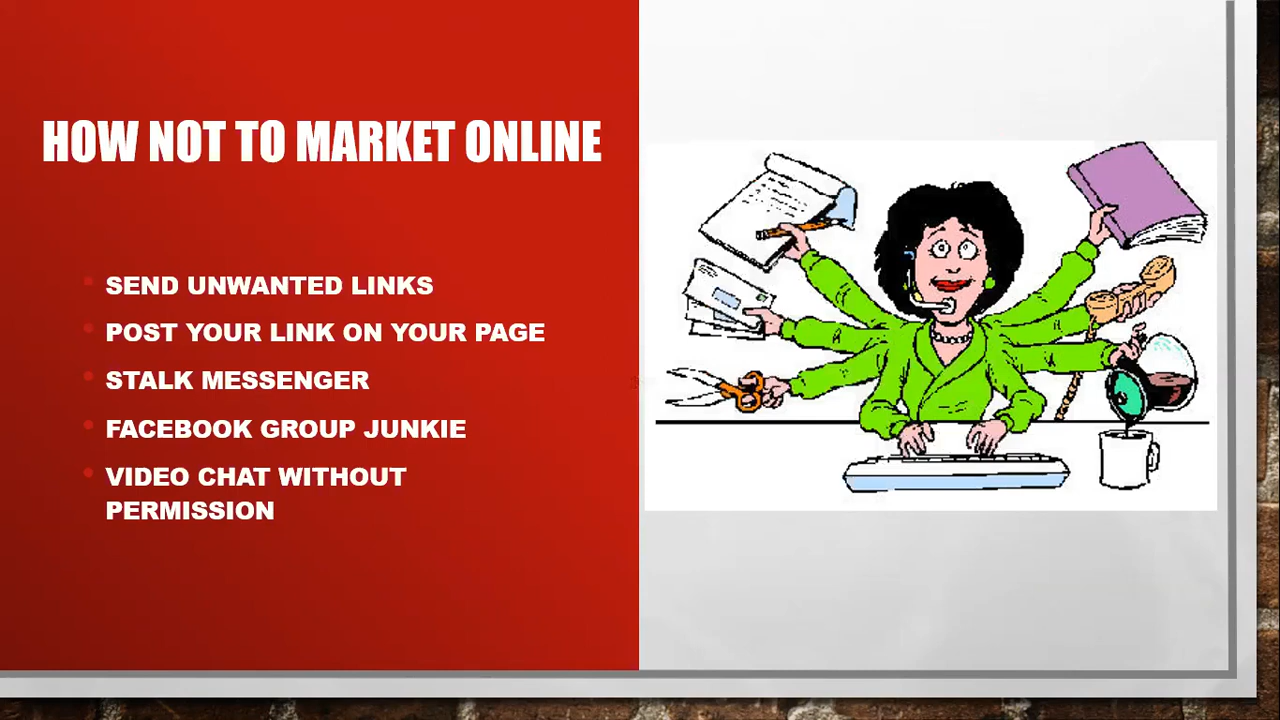 HOW NOT TO MARKET ONLINE
SEND UNWANTED LINKS
POST YOUR LINK ON YOUR PAGE
STALK MESSENGER
FACEBOOK GROUP JUNKIE
VIDEO CHAT WITHOUT
PERMISSION